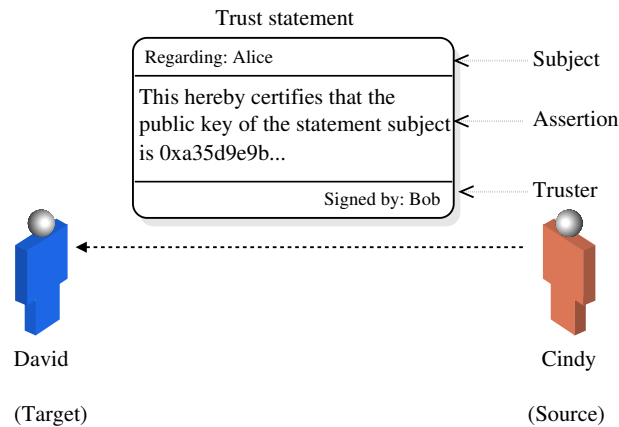 Trust statement
Regarding: Alice
Subject
This hereby certifies that the
public key of the statement subject
is 0xa35d9e9b...
Assertion
Signed by: Bob
Truster
David
Cindy
(Target)
(Source)